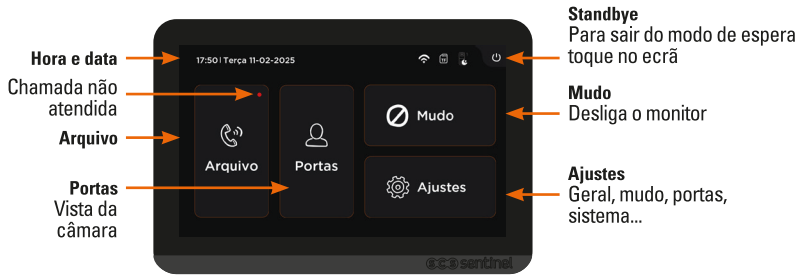 Hora e data
Chamada não
atendida
Arquivo
Portas
Vista da
câmara
17:50 | Terça 11-02-2025
Arquivo
Portas
Mudo
Ajustes
scs sentinel
Standbye
Para sair do modo de espera
toque no ecrã
Mudo
Desliga o monitor
Ajustes
Geral, mudo, portas,
sistema...